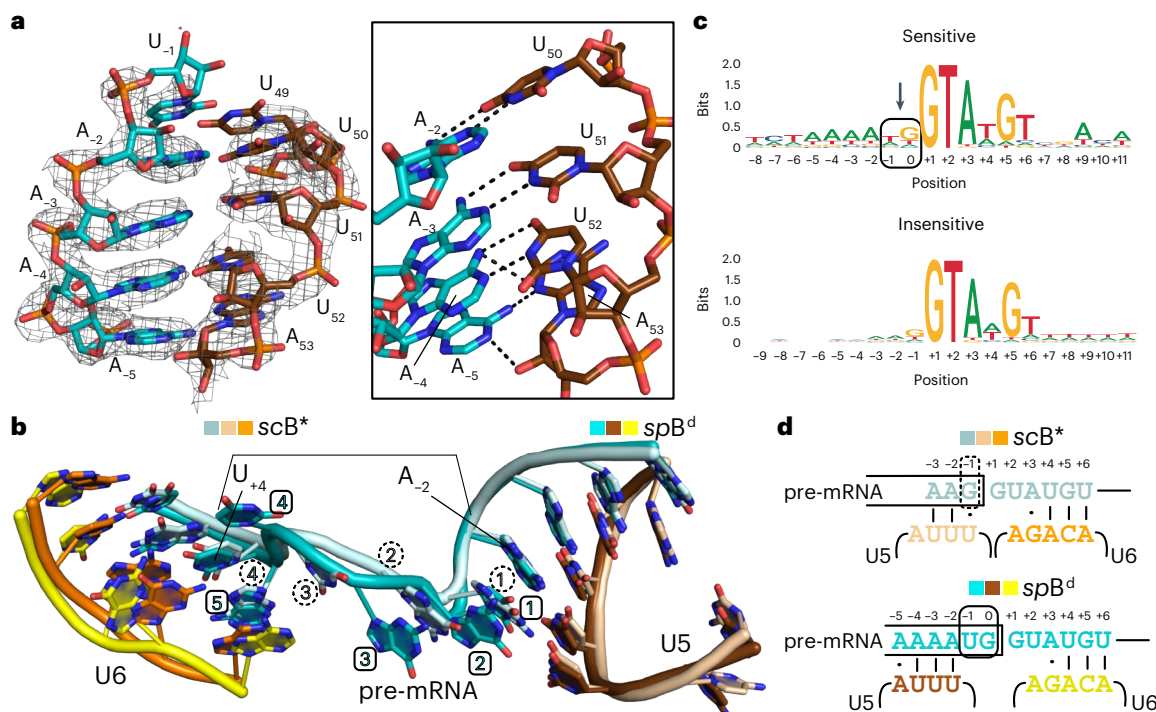 a
U-1
U49
A-2
U50
A-3
U51
A-4
U52
A-5
A53
U50
A-2
U51
A-3
U52
A53
A-4
A-5
c
Sensitive
2.0
1.5
1.0
0.5
0
Bits
TCTAAAATGGTATGT A A
-8 -7 -6 -5 -4 -3 -2 -1 0 +1 +2 +3 +4 +5 +6 +7 +8 +9 +10 +11
Position
Insensitive
2.0
1.5
1.0
0.5
0
Bits
GGTAAGT
-9 -8 -7 -6 -5 -4 -3 -2 -1 +1 +2 +3 +4 +5 +6 +7 +8 +9 +10 +11
Position
b
scB*
spBd
U+4
A-2
4
2
1
4
3
5
1
3
2
U6
pre-mRNA
U5
d
scB*
−3 −2 −1 +1 +2 +3 +4 +5 +6
pre-mRNA AAG GUAUGU
U5 AUUU AGACA U6
spBd
−5 −4 −3 −2 −1 0 +1 +2 +3 +4 +5 +6
pre-mRNA AAAAUG GUAUGU
U5 AUUU AGACA U6